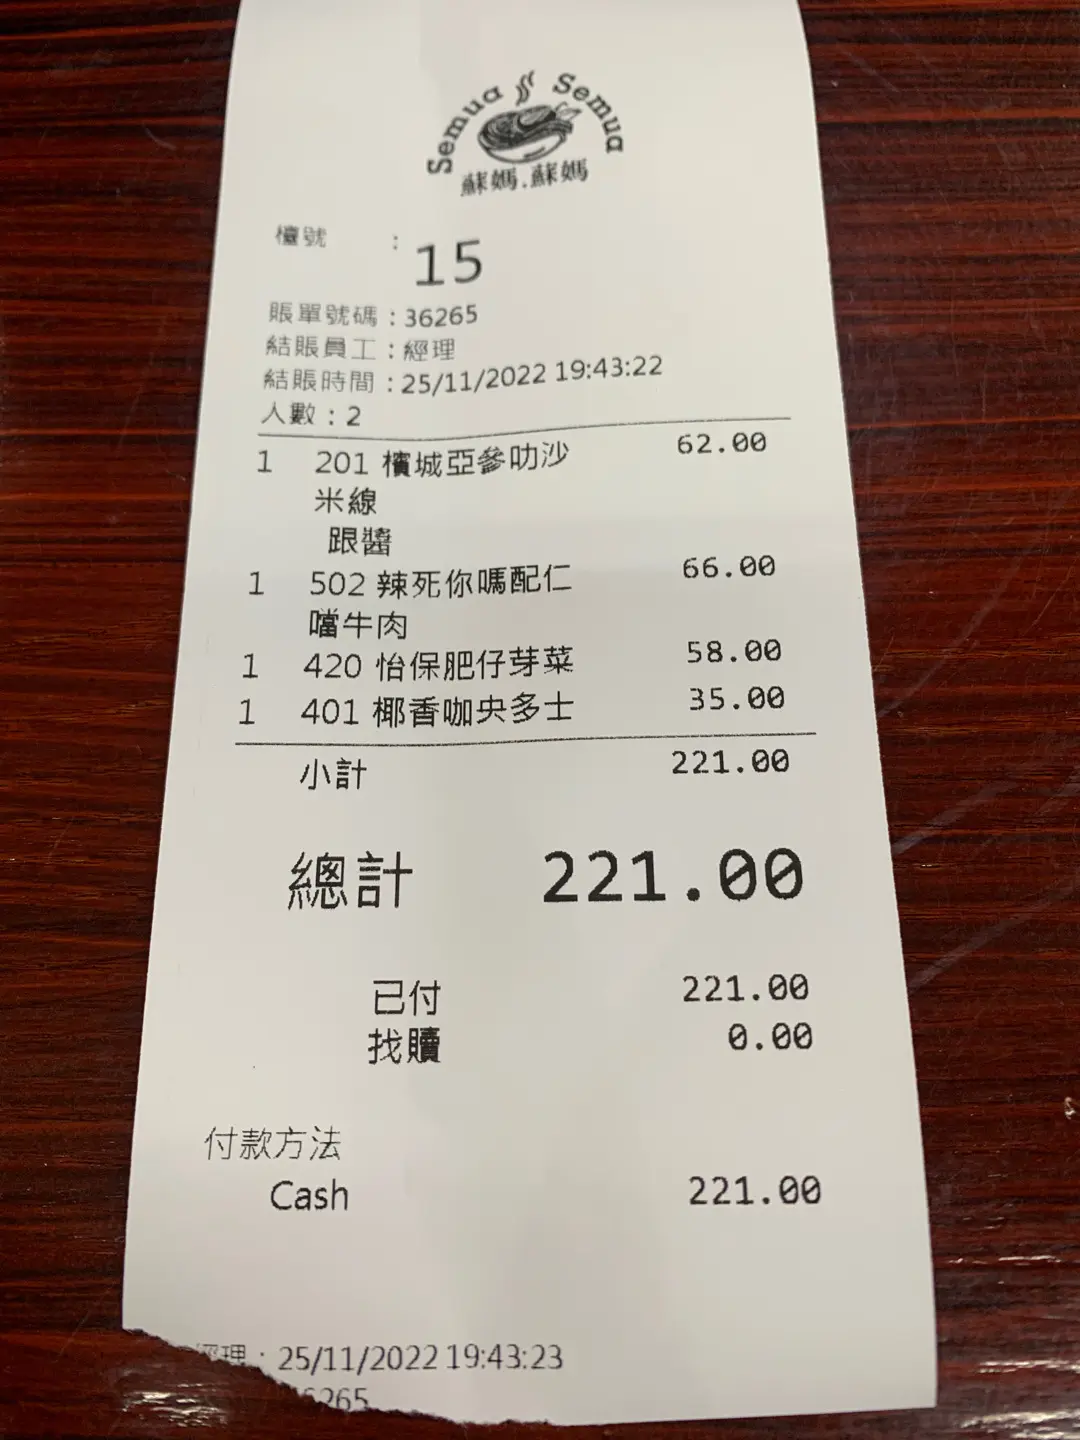 Semua Semua
蘇媽.蘇媽
檯號 : 15
賬單號碼 : 36265
結賬員工 : 經理
結賬時間 : 25/11/2022 19:43:22
人數 : 2
1 201 檳城亞參叻沙 62.00
米線
跟醬
1 502 辣死你嗎配仁 66.00
噹牛肉
1 420 怡保肥仔芽菜 58.00
1 401 椰香咖央多士 35.00
小計 221.00
總計 221.00
已付 221.00
找贖 0.00
付款方法
Cash 221.00
經理 : 25/11/2022 19:43:23
6265